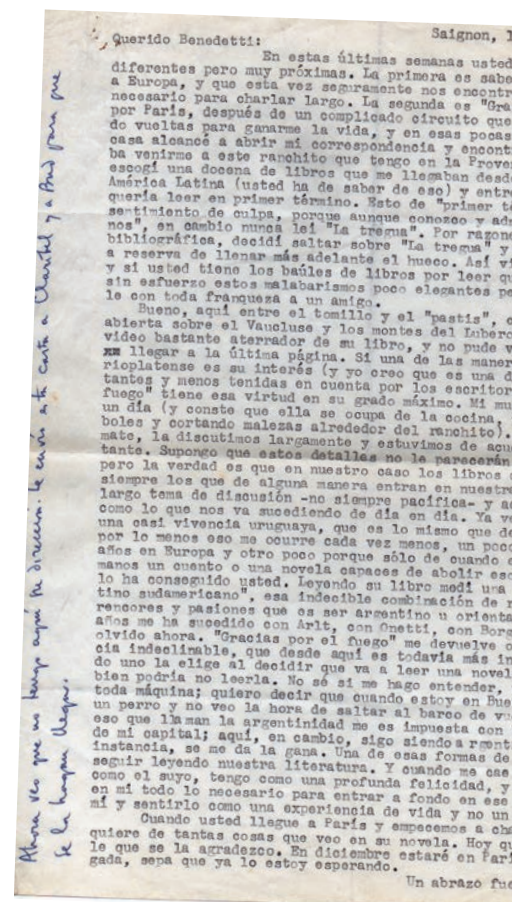 Saignon, 1
Querido Benedetti:
En estas últimas semanas usted
diferentes pero muy próximas. La primera es sabe
a Europa, y que esta vez seguramente nos encontr
necesario para charlar largo. La segunda es "Gra
por París, después de un complicado circuito que
do vueltas para ganarme la vida, y en esas pocas
casa alcancé a abrir mi correspondencia y encont
ba venirme a este ranchito que tengo en la Prove
escogí una docena de libros que me llegaban desd
América Latina (usted ha de saber de eso) y entr
quería leer en primer término. Esto de "primer t
sentimiento de culpa, porque aunque conozco y ad
nos", en cambio nunca leí "La tregua". Por razon
bibliográfica, decidí saltar sobre "La tregua" y
a reserva de llenar más adelante el hueco. Así v
y si usted tiene los baúles de libros por leer qu
sin esfuerzo estos malabarismos poco elegantes pe
le con toda franqueza a un amigo.
Bueno, aquí entre el tomillo y el "pastis", c
abierta sobre el Vaucluse y los montes del Lubero
video bastante aterrador de su libro, y no pude v
xx llegar a la última página. Si una de las maner
rioplatense es su interés (y yo creo que es una d
tantes y menos tenidas en cuenta por los escritor
fuego" tiene esa virtud en su grado máximo. Mi mu
un día (y conste que ella se ocupa de la cocina,
boles y cortando malezas alrededor del ranchito).
mate, la discutimos largamente y estuvimos de acue
tante. Supongo que estos detalles no le parecerán
pero la verdad es que en nuestro caso los libros
siempre los que de alguna manera entran en nuestr
largo tema de discusión -no siempre pacífica- y a
como lo que nos va sucediendo de día en día. Ya v
una casi vivencia uruguaya, que es lo mismo que de
por lo menos eso me ocurre cada vez menos, un poco
años en Europa y otro poco porque sólo de cuando e
manos un cuento o una novela capaces de abolir es
lo ha conseguido usted. Leyendo su libro medí una
tino sudamericano", esa indecible combinación de r
rencores y pasiones que es ser argentino u orienta
años me ha sucedido con Arlt, con Onetti, con Borg
olvido ahora. "Gracias por el fuego" me devuelve
cia indeclinable, que desde aquí es todavía más in
do uno la elige al decidir que va a leer una novel
bien podría no leerla. No sé si me hago entender,
toda máquina; quiero decir que cuando estoy en Bue
un perro y no veo la hora de saltar al barco de vu
eso que llaman la argentinidad me es impuesta con
de mi capital; aquí, en cambio, sigo siendo argenti
instancia, se me da la gana. Una de esas formas de
seguir leyendo nuestra literatura. Y cuando me cae
como el suyo, tengo como una profunda felicidad, y
en mí todo lo necesario para entrar a fondo en ese
mí y sentirlo como una experiencia de vida y no un
Cuando usted llegue a París y empecemos a cha
quiere de tantas cosas que veo en su novela. Hoy qu
le que se la agradezco. En diciembre estaré en Parí
gada, sepa que ya lo estoy esperando.
Un abrazo fue
Ahora veo que no tengo aquí su dirección. Le envío esta carta a para que
se la hagan llegar.